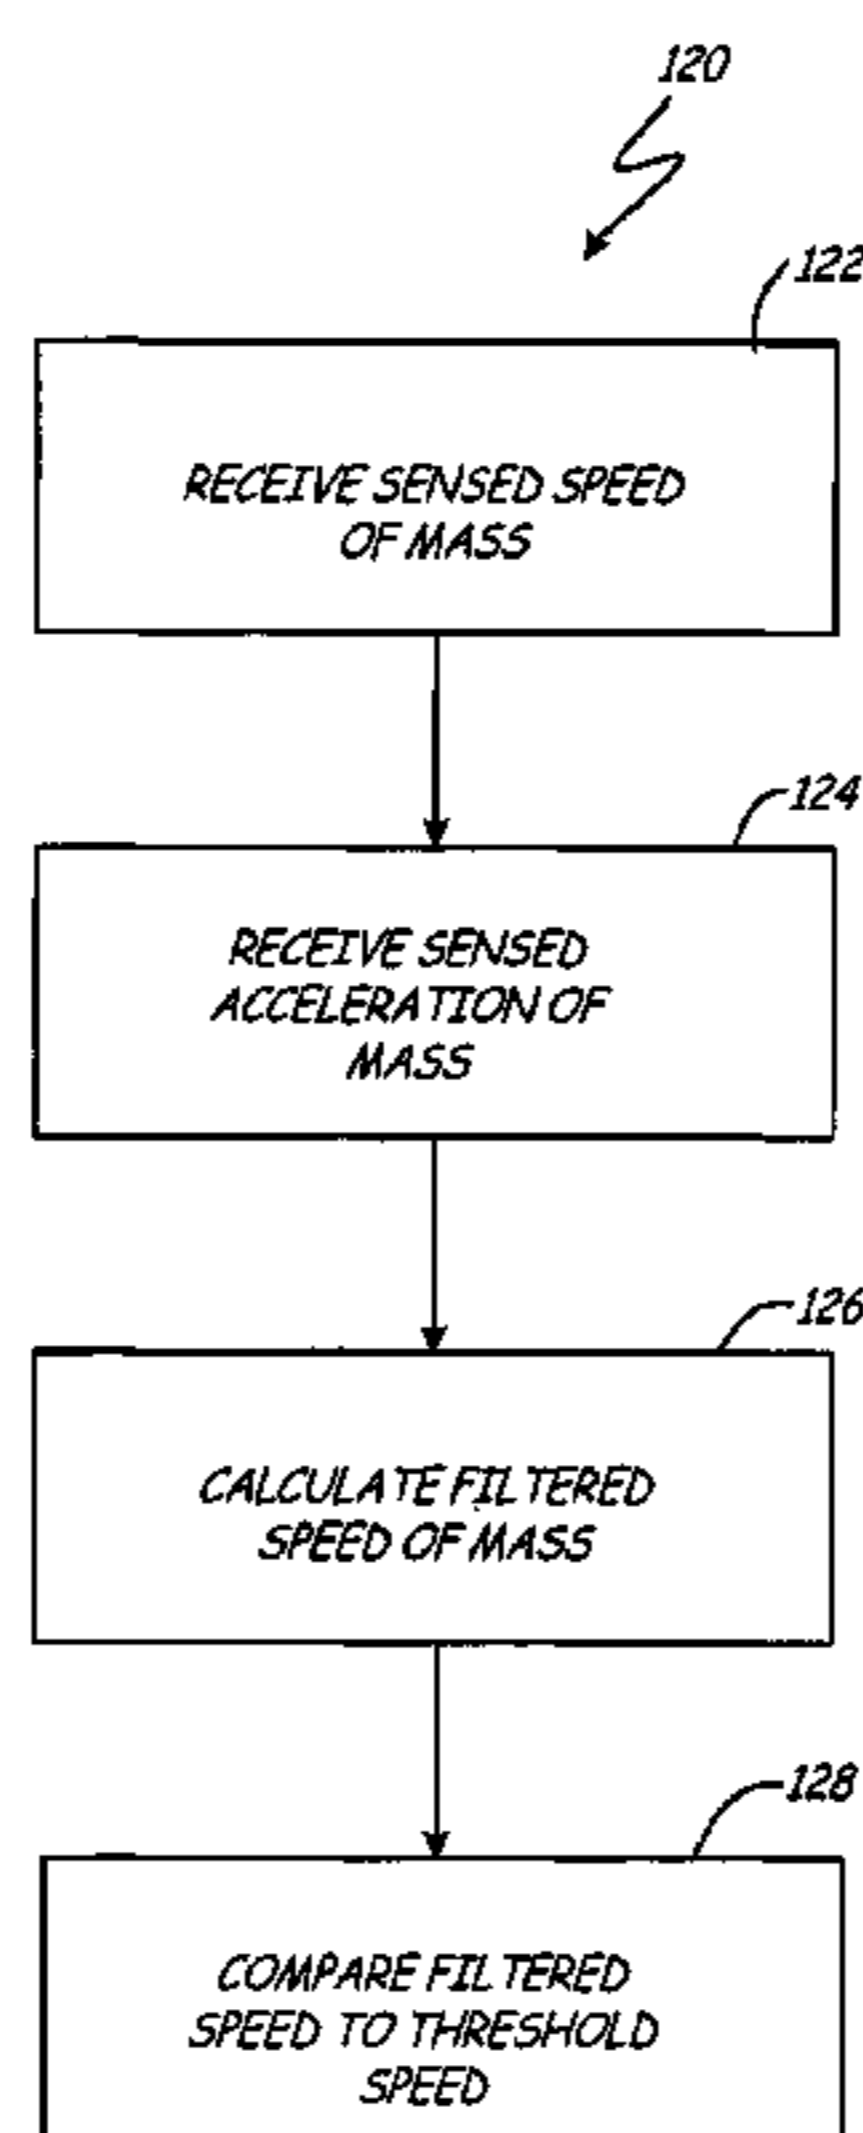 120
122
RECEIVE SENSED SPEED
OF MASS
124
RECEIVE SENSED
ACCELERATION OF
MASS
126
CALCULATE FILTERED
SPEED OF MASS
128
COMPARE FILTERED
SPEED TO THRESHOLD
SPEED